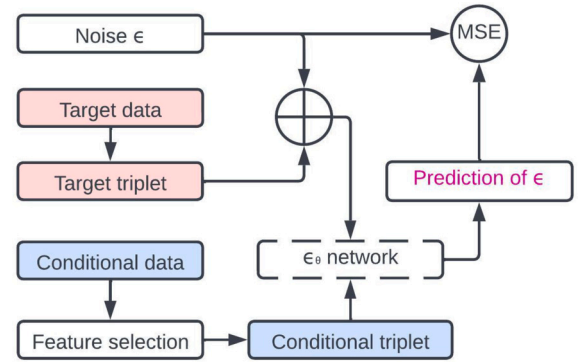 Noise ϵ
MSE
Target data
Target triplet
Prediction of ϵ
Conditional data
ϵθ network
Feature selection
Conditional triplet